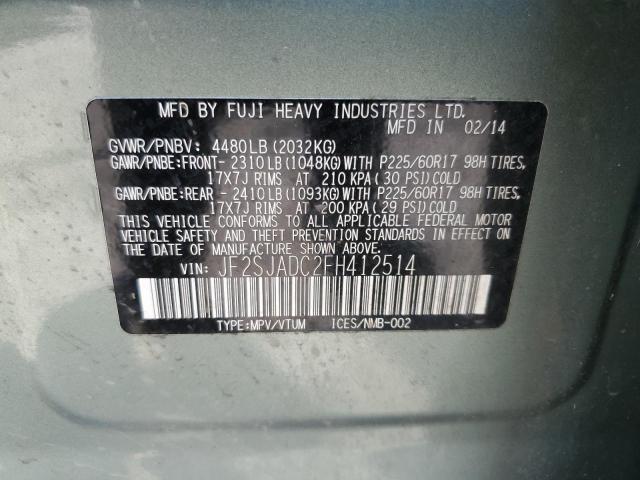 MFD BY FUJI HEAVY INDUSTRIES LTD.
MFD IN 02/14
GVWR/PNBV: 4480LB(2032KG)
GAWR/PNBE:FRONT-2310LB(1048KG)WITH P225/60R17 98H TIRES,
17X7J RIMS AT 210 KPA(30 PSI)COLD
GAWR/PNBE:REAR -2410LB(1093KG)WITH P225/60R17 98H TIRES,
17X7J RIMS AT 200 KPA(29 PSI)COLD
THIS VEHICLE CONFORMS TO ALL APPLICABLE FEDERAL MOTOR
VEHICLE SAFETY AND THEFT PREVENTION STANDARDS IN EFFECT
ON THE DATE OF MANUFACTURE SHOWN ABOVE.
VIN: JF2SJADC2FH412514
TYPE:MPV/VTUM ICES/NMB-002